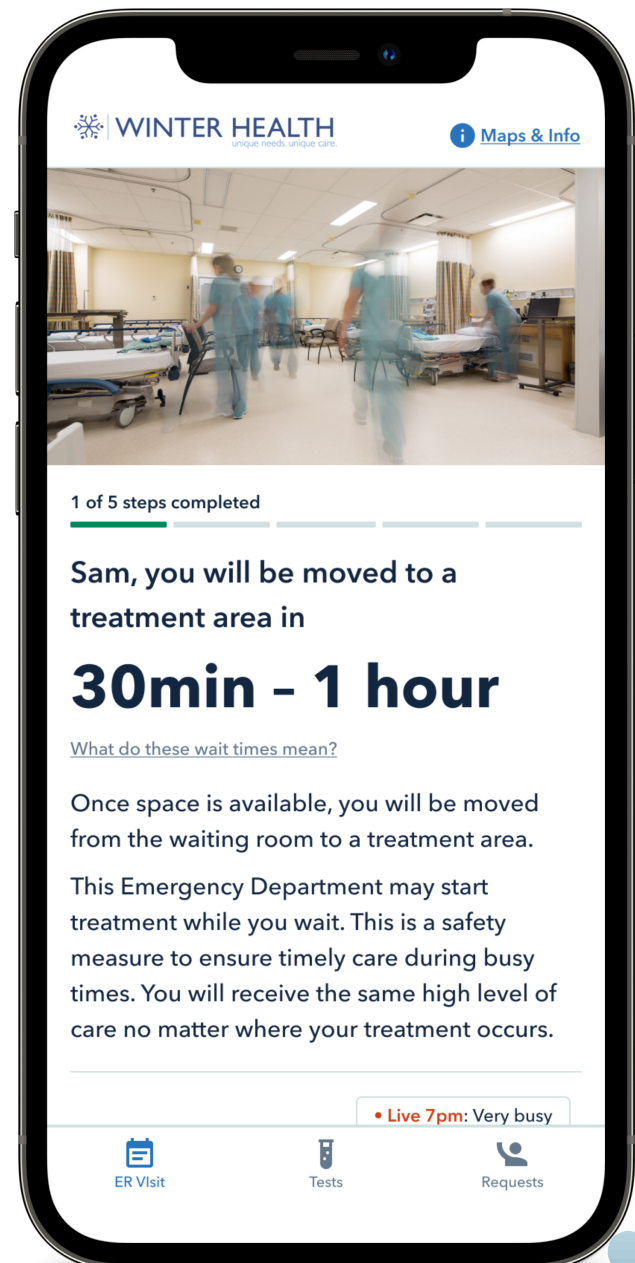 WINTER HEALTH
unique needs. unique care.
i Maps & Info
1 of 5 steps completed
Sam, you will be moved to a
treatment area in
30min – 1 hour
What do these wait times mean?
Once space is available, you will be moved
from the waiting room to a treatment area.
This Emergency Department may start
treatment while you wait. This is a safety
measure to ensure timely care during busy
times. You will receive the same high level of
care no matter where your treatment occurs.
• Live 7pm: Very busy
ER VIsit
Tests
Requests